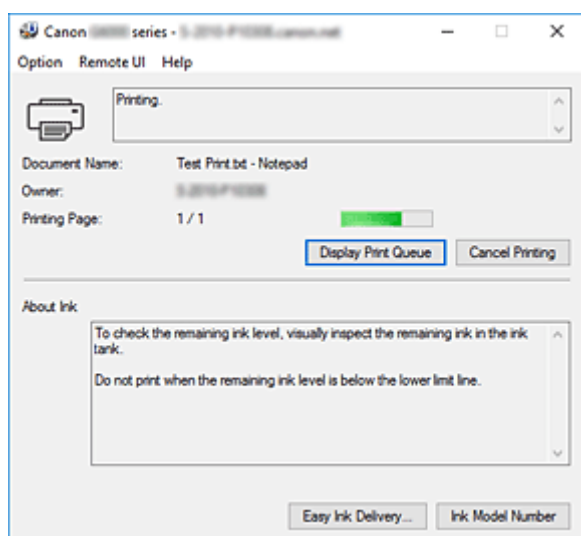 Canon series -
Option Remote UI Help
Printing.
Document Name: Test Print.txt - Notepad
Owner:
Printing Page: 1 / 1
Display Print Queue Cancel Printing
About Ink
To check the remaining ink level, visually inspect the remaining ink in the ink
tank.
Do not print when the remaining ink level is below the lower limit line.
Easy Ink Delivery... Ink Model Number